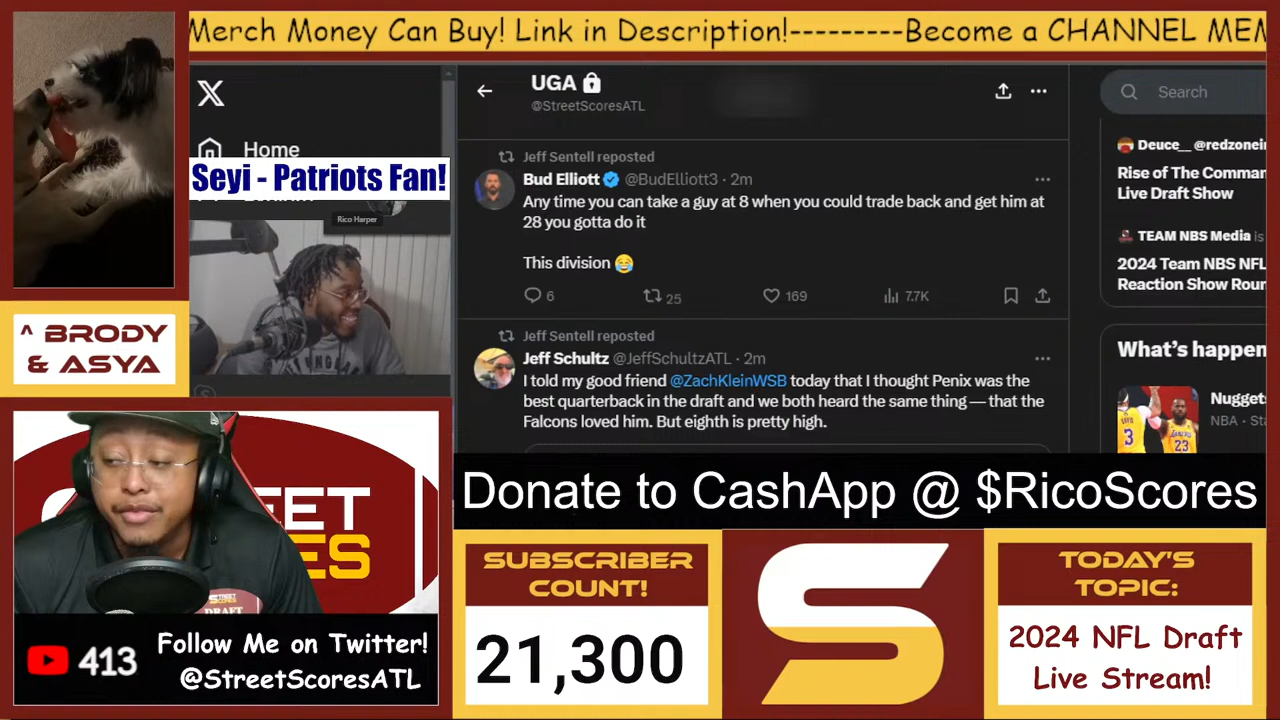 Merch Money Can Buy! Link in Description!---------Become a CHANNEL MEM
UGA
@StreetScoresATL
Search
Home
Seyi - Patriots Fan!
Rico Harper
Jeff Sentell reposted
Bud Elliott @BudElliott3 · 2m
Any time you can take a guy at 8 when you could trade back and get him at
28 you gotta do it
This division 😂
6 25 169 7.7K
Jeff Sentell reposted
Jeff Schultz @JeffSchultzATL · 2m
I told my good friend @ZachKleinWSB today that I thought Penix was the
best quarterback in the draft and we both heard the same thing — that the
Falcons loved him. But eighth is pretty high.
Deuce__ @redzonein
Rise of the Comman
Live Draft Show
TEAM NBS Media is
2024 Team NBS NFL
Reaction Show Roun
What's happen
Nuggets
NBA · Sta
^ BRODY
& ASYA
Donate to CashApp @ $RicoScores
413
Follow Me on Twitter!
@StreetScoresATL
SUBSCRIBER
COUNT!
21,300
S
TODAY'S
TOPIC:
2024 NFL Draft
Live Stream!